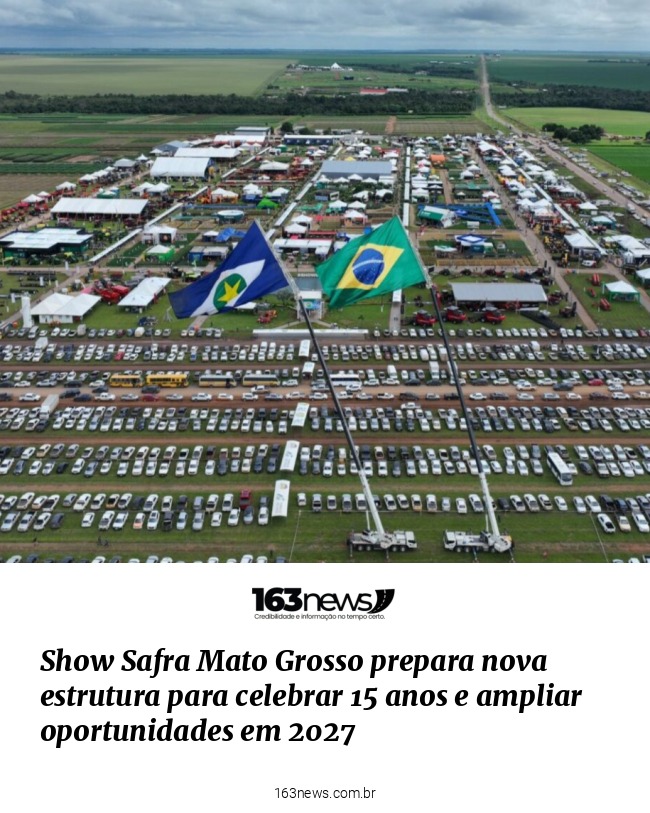 163news
Credibilidade e informação no tempo certo.
Show Safra Mato Grosso prepara nova
estrutura para celebrar 15 anos e ampliar
oportunidades em 2027
163news.com.br